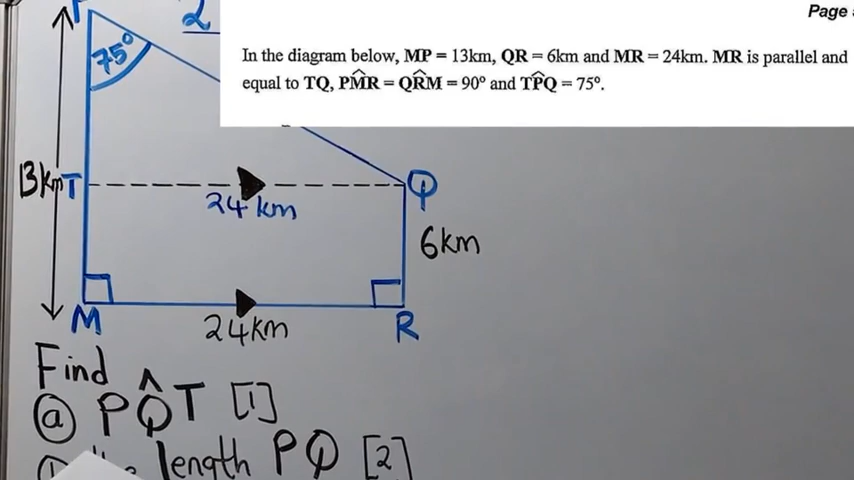 Page
In the diagram below, MP = 13km, QR = 6km and MR = 24km. MR is parallel and
equal to TQ, PM̂R = QR̂M = 90° and TP̂Q = 75°.
2
75°
13km
T
Q
24 km
6km
M
24km
R
Find
ⓐ PQ̂T [1]
length PQ [2]